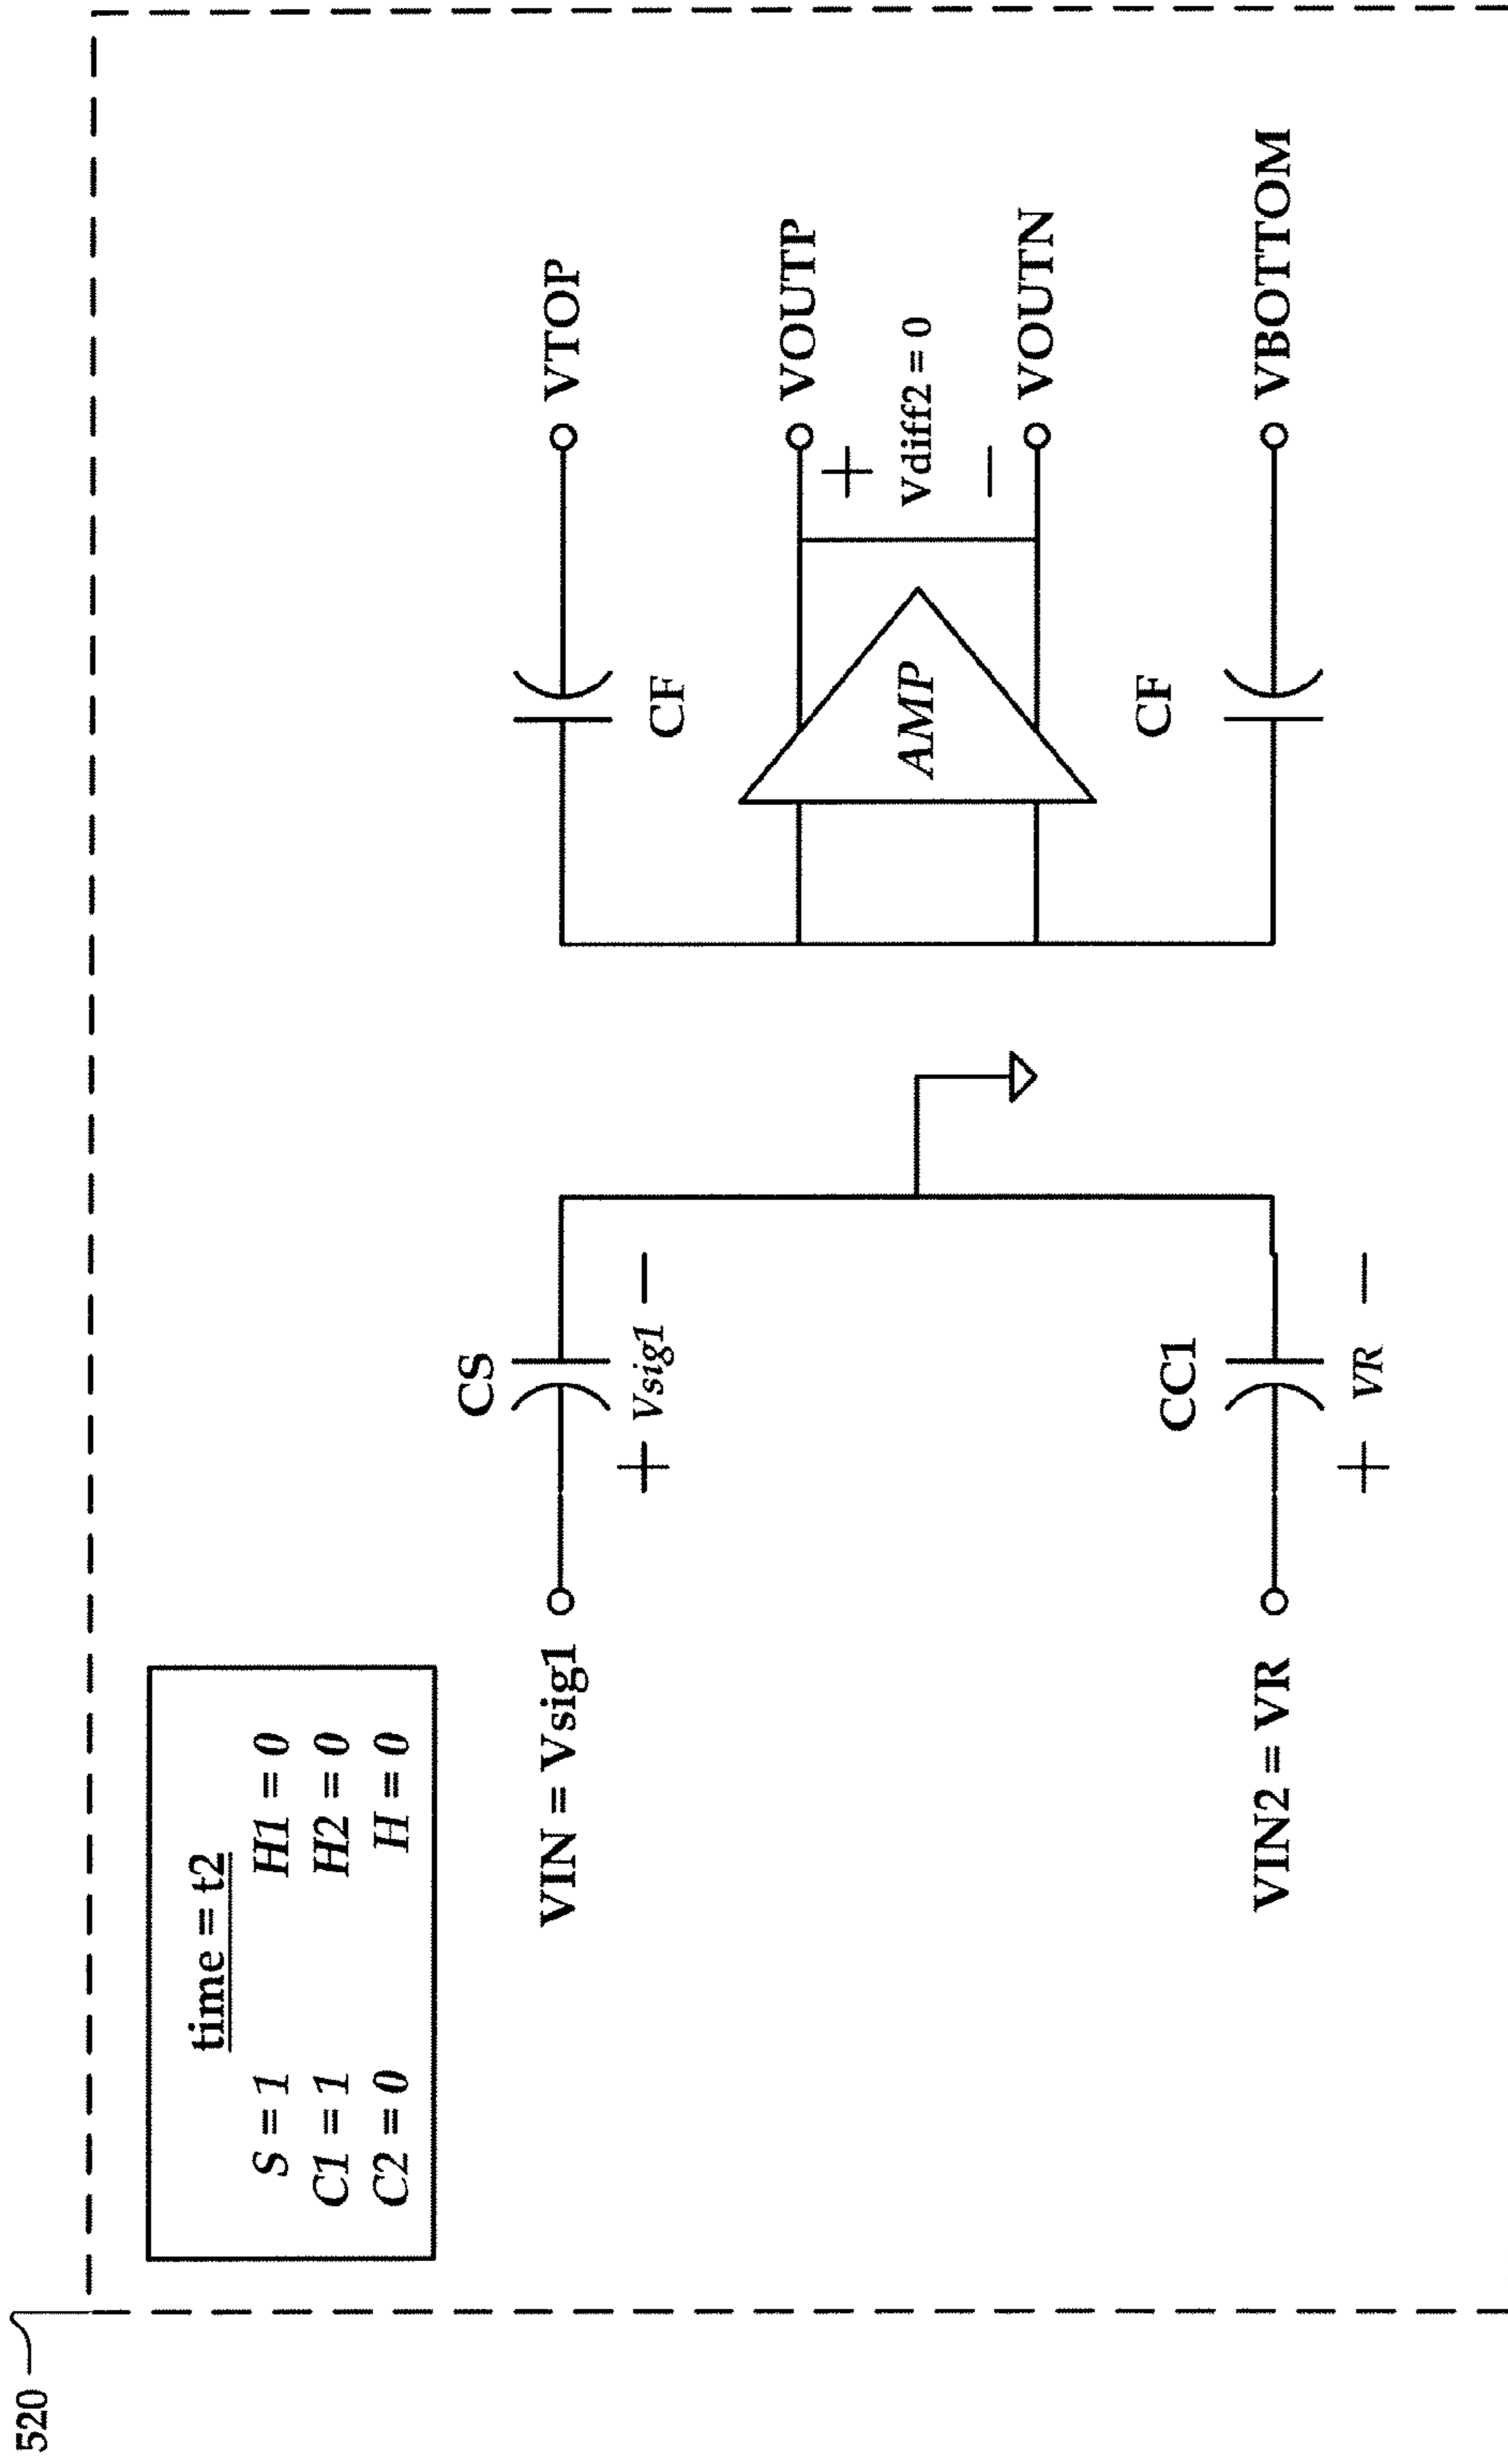 520
time = t2
S = 1 H1 = 0
C1 = 1 H2 = 0
C2 = 0 H = 0
VIN = Vsig1
CS
+ Vsig1 −
VIN2 = VR
CC1
+ VR −
CF
VTOP
AMP
VOUTP
+
Vdiff2 = 0
−
VOUTN
CF
VBOTTOM